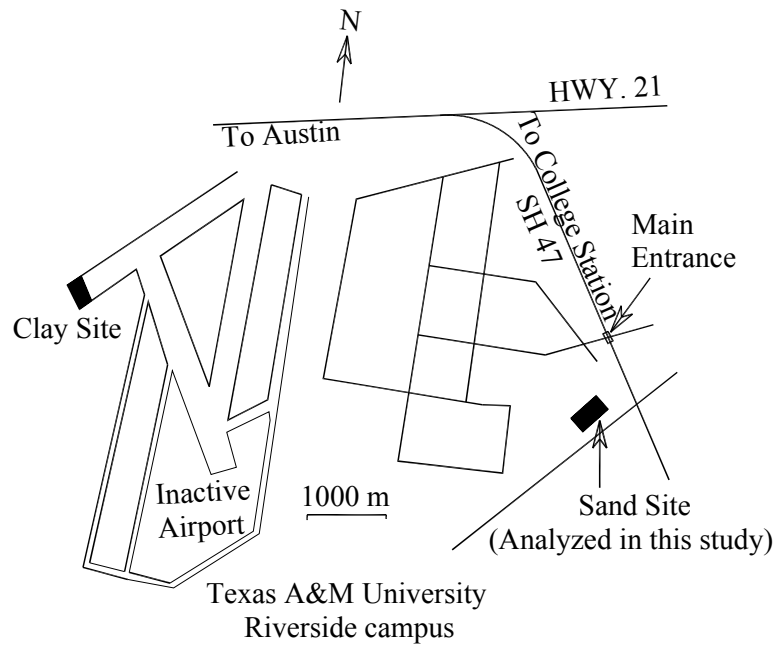 N
HWY. 21
To Austin
To College Station
SH 47
Main
Entrance
Clay Site
Inactive
Airport
1000 m
Sand Site
(Analyzed in this study)
Texas A&M University
Riverside campus